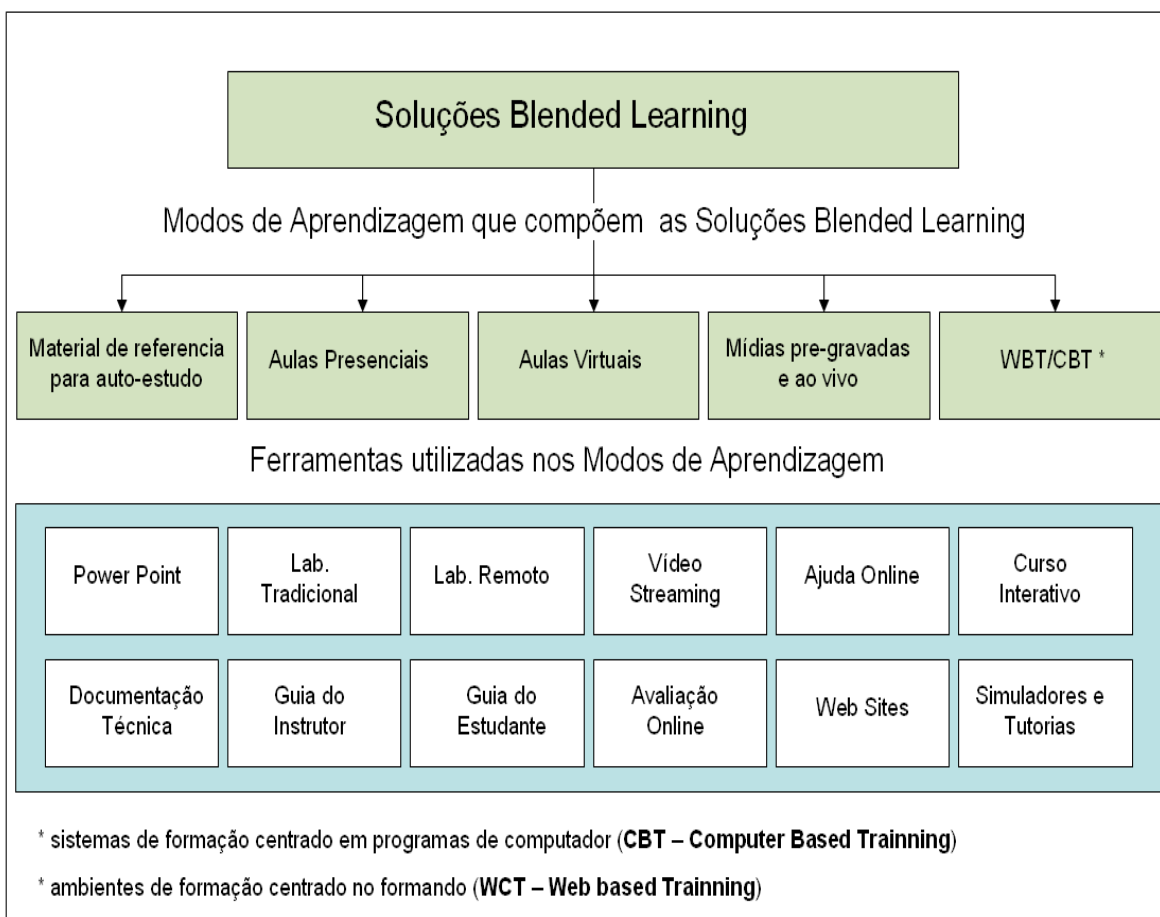 Soluções Blended Learning
Modos de Aprendizagem que compõem as Soluções Blended Learning
Material de referencia
para auto-estudo
Aulas Presenciais
Aulas Virtuais
Mídias pre-gravadas
e ao vivo
WBT/CBT *
Ferramentas utilizadas nos Modos de Aprendizagem
Power Point
Lab.
Tradicional
Lab. Remoto
Vídeo
Streaming
Ajuda Online
Curso
Interativo
Documentação
Técnica
Guia do
Instrutor
Guia do
Estudante
Avaliação
Online
Web Sites
Simuladores e
Tutorias
* sistemas de formação centrado em programas de computador (CBT – Computer Based Trainning)
* ambientes de formação centrado no formando (WCT – Web based Trainning)